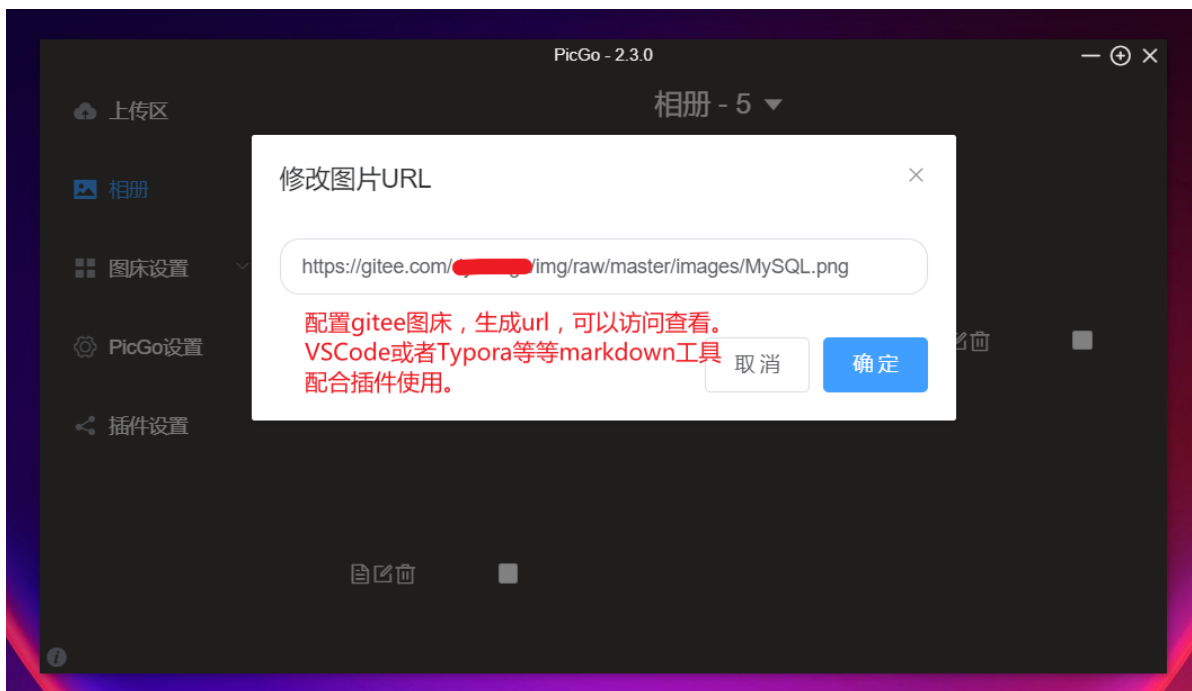 PicGo - 2.3.0
上传区
相册 - 5
相册
修改图片URL
图床设置
https://gitee.com/ /img/raw/master/images/MySQL.png
配置gitee图床，生成url，可以访问查看。
PicGo设置
VSCode或者Typora等等markdown工具
配合插件使用。
取消
确定
插件设置